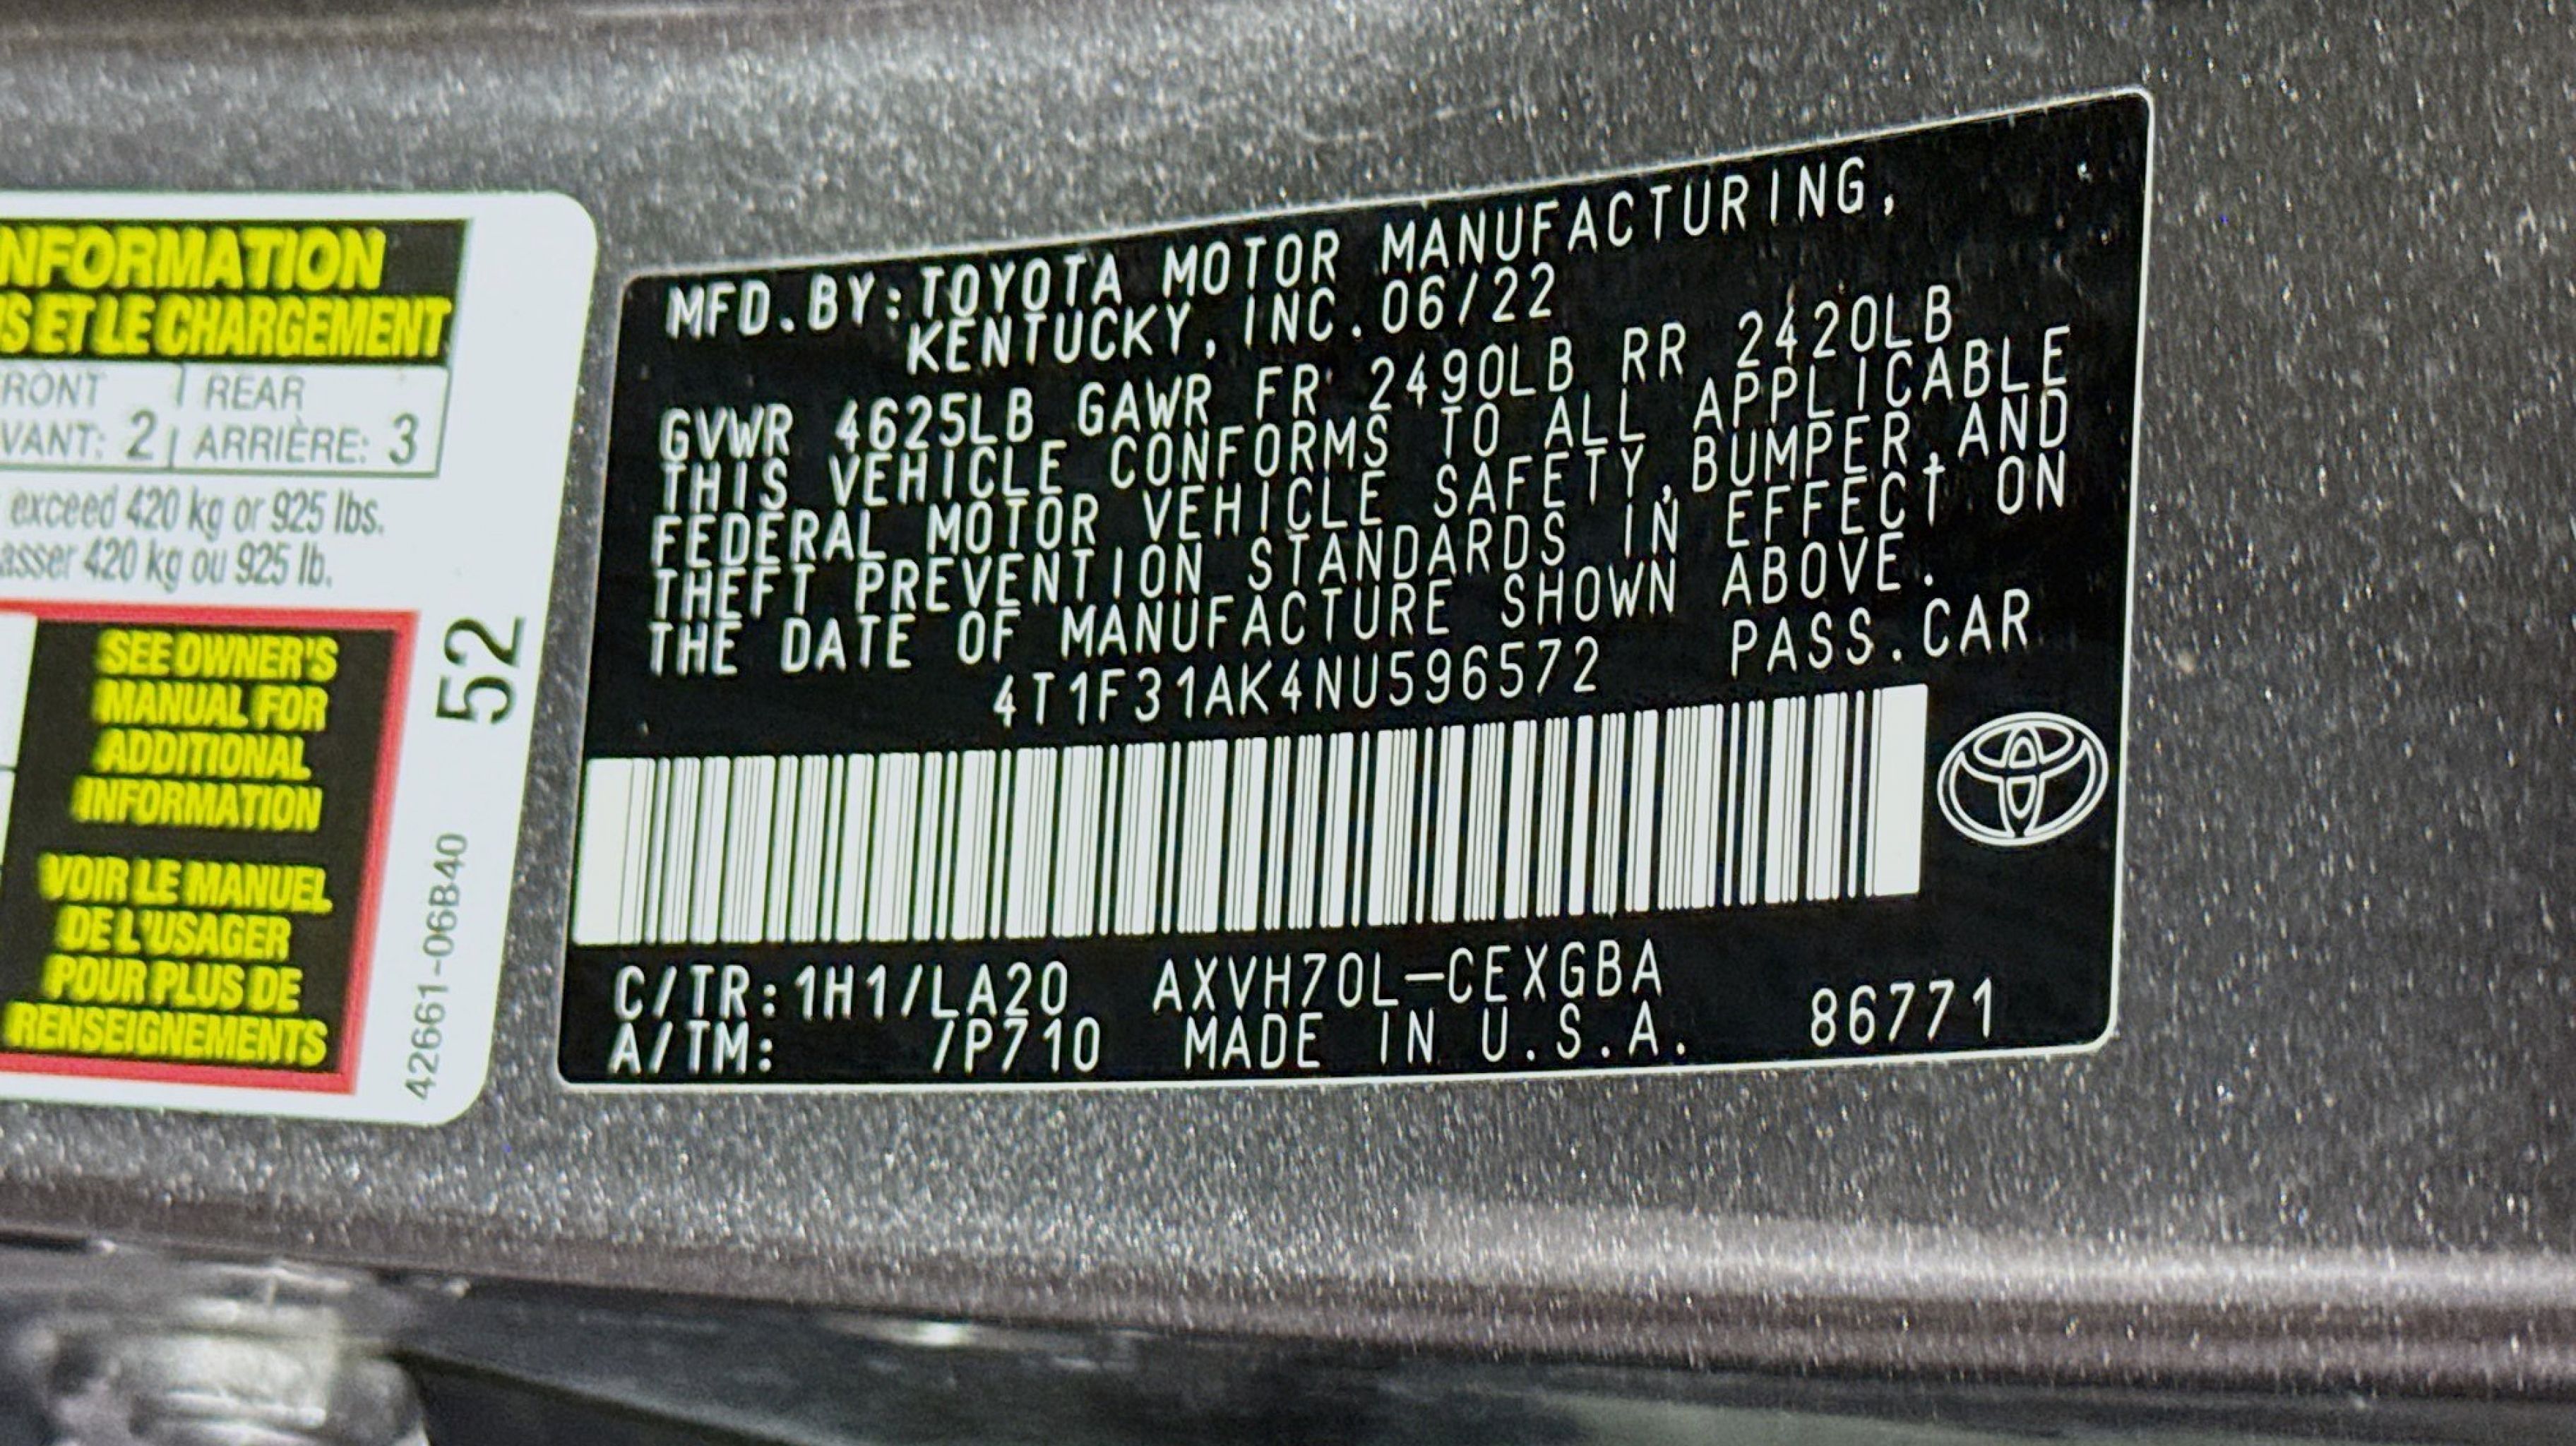 NFORMATION
S ET LE CHARGEMENT
RONT | REAR
VANT: 2 | ARRIÈRE: 3
exceed 420 kg or 925 lbs.
asser 420 kg ou 925 lb.
SEE OWNER'S
MANUAL FOR
ADDITIONAL
INFORMATION
VOIR LE MANUEL
DE L'USAGER
POUR PLUS DE
RENSEIGNEMENTS
52
42661-06B40
MFD.BY:TOYOTA MOTOR MANUFACTURING,
KENTUCKY, INC.06/22
GVWR 4625LB GAWR FR 2490LB RR 2420LB
THIS VEHICLE CONFORMS TO ALL APPLICABLE
FEDERAL MOTOR VEHICLE SAFETY,BUMPER,AND
THEFT PREVENTION STANDARDS IN EFFECT ON
THE DATE OF MANUFACTURE SHOWN ABOVE.
4T1F31AK4NU596572 PASS.CAR
C/TR:1H1/LA20 AXVH70L-CEXGBA
A/TM: /P710 MADE IN U.S.A. 86771